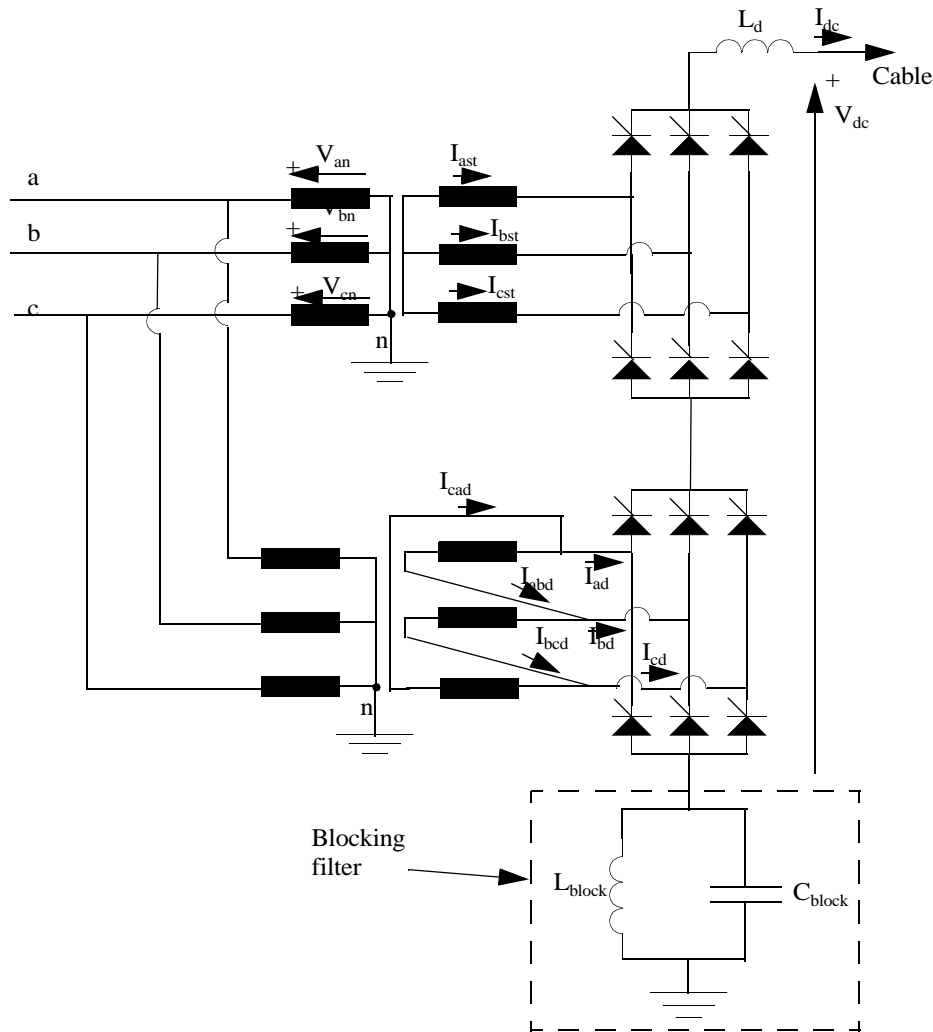 L_d
I_dc
Cable
+
V_dc
V_an
+
I_ast
a
V_bn
b
+
I_bst
V_cn
+
I_cst
c
n
I_cad
I_abd
I_ad
I_bcd
I_bd
I_cd
n
Blocking
filter
L_block
C_block